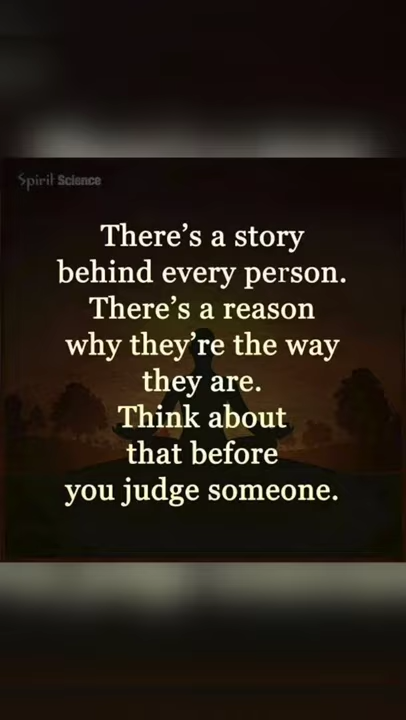 Spirit Science
There's a story
behind every person.
There's a reason
why they're the way
they are.
Think about
that before
you judge someone.